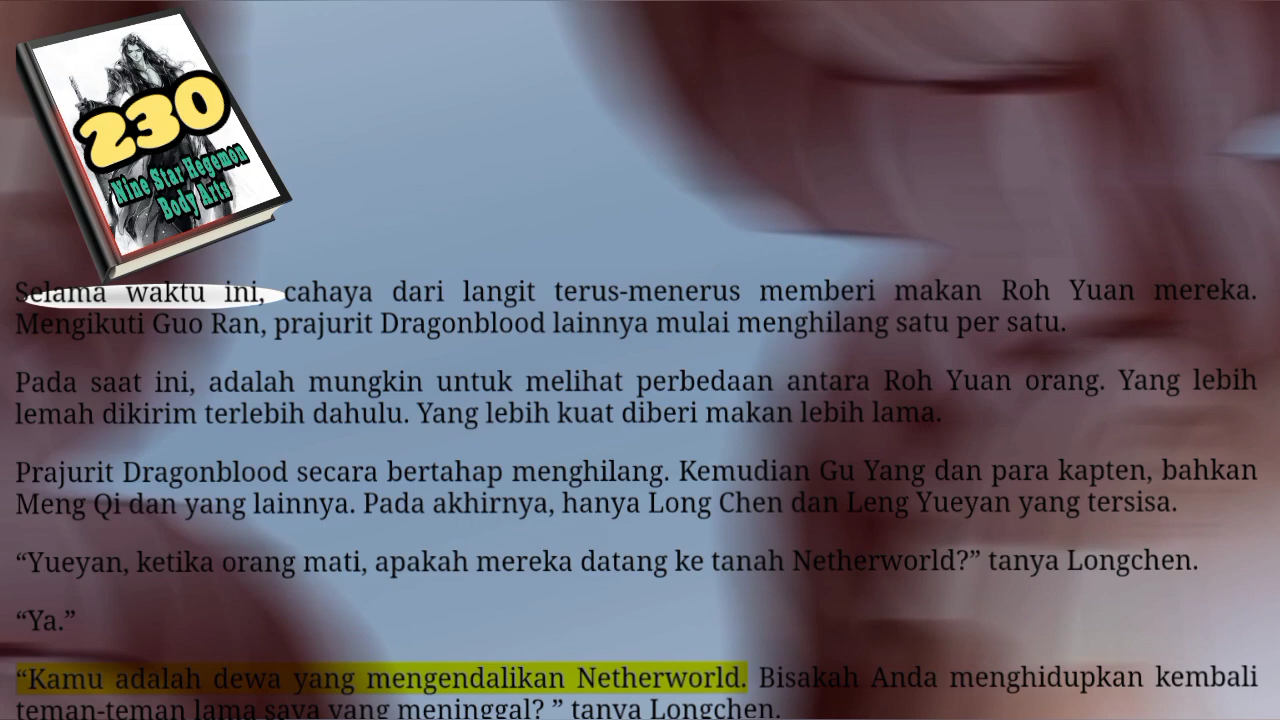 230
Nine Star Hegemon
Body Arts
Selama waktu ini, cahaya dari langit terus-menerus memberi makan Roh Yuan mereka.
Mengikuti Guo Ran, prajurit Dragonblood lainnya mulai menghilang satu per satu.
Pada saat ini, adalah mungkin untuk melihat perbedaan antara Roh Yuan orang. Yang lebih
lemah dikirim terlebih dahulu. Yang lebih kuat diberi makan lebih lama.
Prajurit Dragonblood secara bertahap menghilang. Kemudian Gu Yang dan para kapten, bahkan
Meng Qi dan yang lainnya. Pada akhirnya, hanya Long Chen dan Leng Yueyan yang tersisa.
“Yueyan, ketika orang mati, apakah mereka datang ke tanah Netherworld?” tanya Longchen.
“Ya.”
“Kamu adalah dewa yang mengendalikan Netherworld. Bisakah Anda menghidupkan kembali
teman-teman lama saya yang meninggal? ” tanya Longchen.